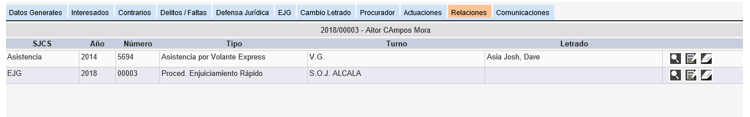 Datos Generales Interesados Contrarios Delitos / Faltas Defensa Jurídica EJG Cambio Letrado Procurador Actuaciones Relaciones Comunicaciones
2018/00003 - Aitor CAmpos Mora
SJCS Año Número Tipo Turno Letrado
Asistencia 2014 5694 Asistencia por Volante Express V.G. Asia Josh, Dave
EJG 2018 00003 Proced. Enjuiciamiento Rápido S.O.J. ALCALA